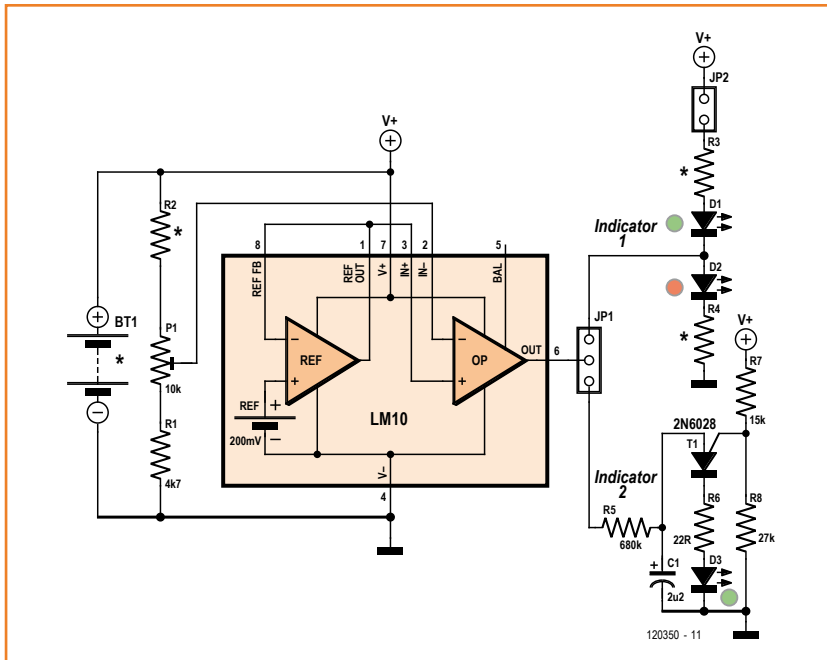 V+
JP2
R3
*
V+
R2
*
D1
Indicator
1
8
1
7
3
2
5
REF FB
REF
OUT
V+
IN+
IN–
BAL
D2
BT1
*
P1
10k
JP1
R4
*
V+
REF
OP
OUT
6
R7
15k
REF
200mV
LM10
R1
4k7
V–
4
2N6028
T1
Indicator
2
R5
680k
R6
22R
R8
27k
C1
2u2
D3
120350 - 11